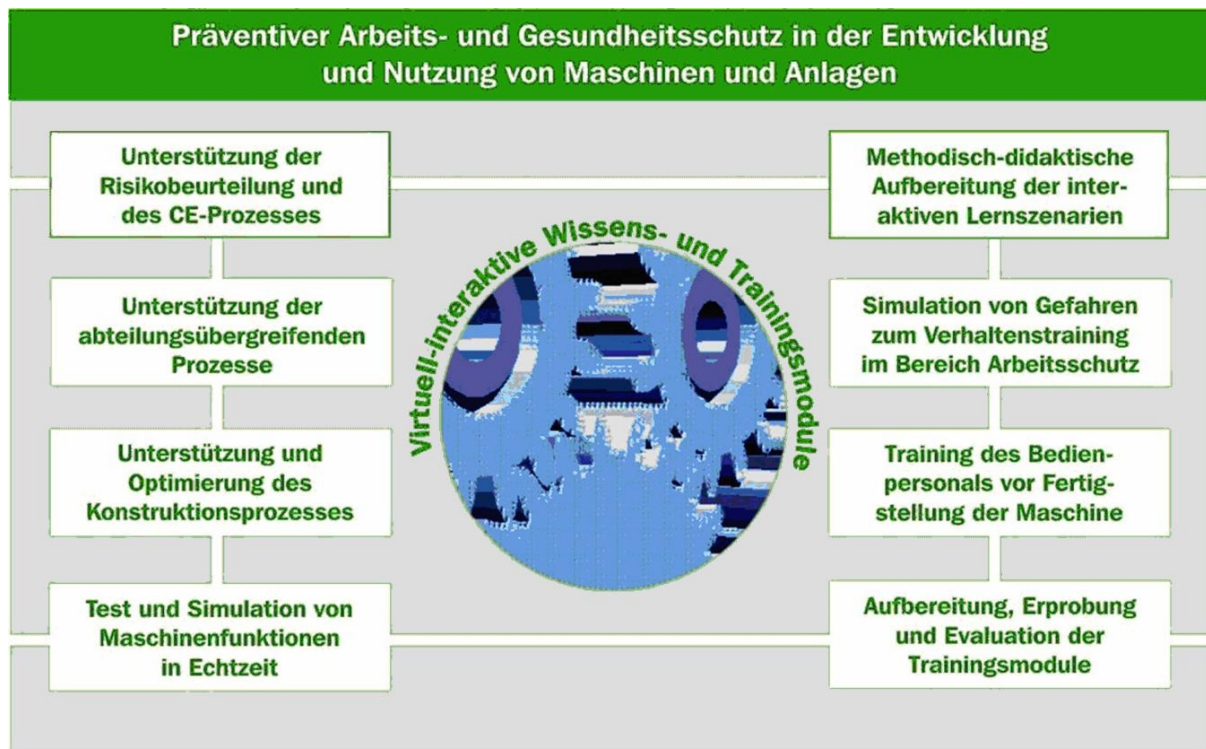 Präventiver Arbeits- und Gesundheitsschutz in der Entwicklung
und Nutzung von Maschinen und Anlagen
Unterstützung der
Risikobeurteilung und
des CE-Prozesses
Unterstützung der
abteilungsübergreifenden
Prozesse
Unterstützung und
Optimierung des
Konstruktionsprozesses
Test und Simulation von
Maschinenfunktionen
in Echtzeit
Virtuell-interaktive Wissens- und Trainingsmodule
Methodisch-didaktische
Aufbereitung der inter-
aktiven Lernszenarien
Simulation von Gefahren
zum Verhaltenstraining
im Bereich Arbeitsschutz
Training des Bedien-
personals vor Fertig-
stellung der Maschine
Aufbereitung, Erprobung
und Evaluation der
Trainingsmodule